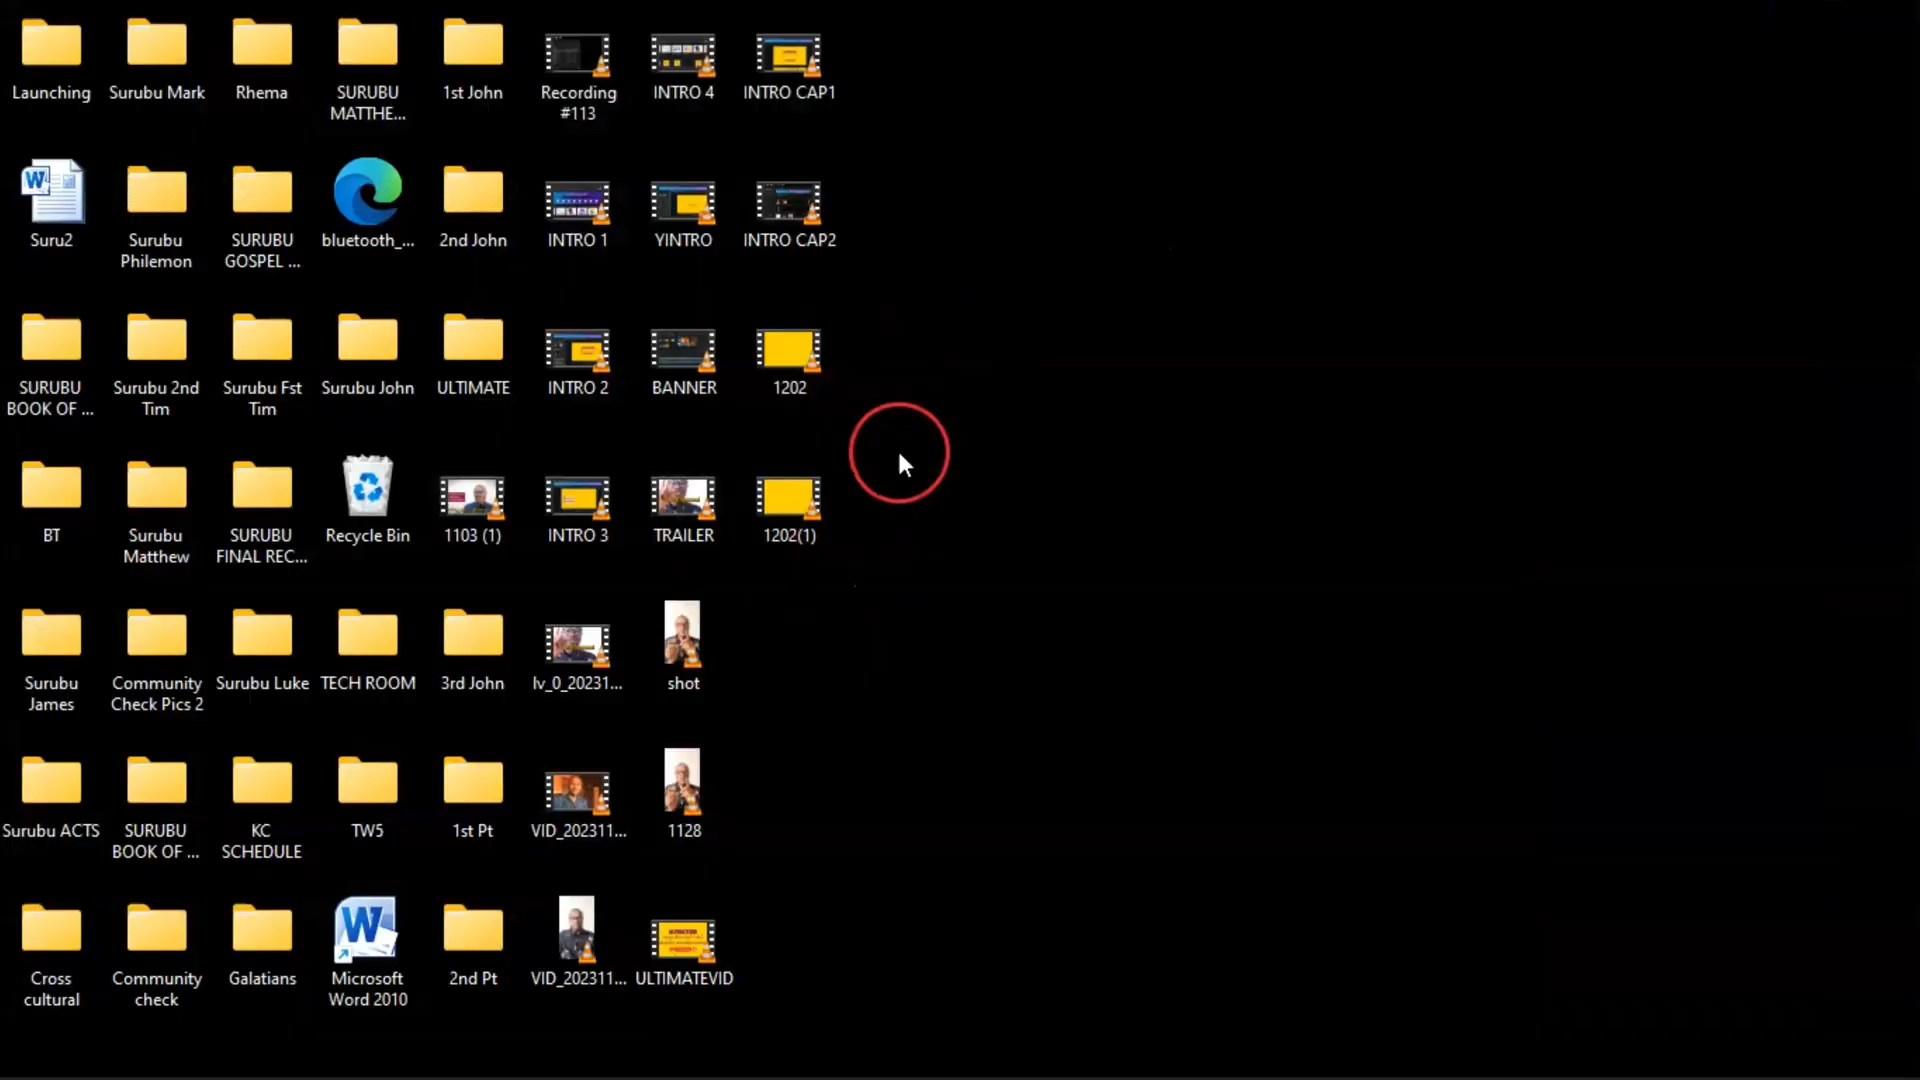 Launching
Surubu Mark
Rhema
SURUBU
MATTHE...
1st John
Recording
#113
INTRO 4
INTRO CAP1
Suru2
Surubu
Philemon
SURUBU
GOSPEL ...
bluetooth_...
2nd John
INTRO 1
YINTRO
INTRO CAP2
SURUBU
BOOK OF ...
Surubu 2nd
Tim
Surubu Fst
Tim
Surubu John
ULTIMATE
INTRO 2
BANNER
1202
BT
Surubu
Matthew
SURUBU
FINAL REC...
Recycle Bin
1103 (1)
INTRO 3
TRAILER
1202(1)
Surubu
James
Community
Check Pics 2
Surubu Luke
TECH ROOM
3rd John
lv_0_20231...
shot
Surubu ACTS
SURUBU
BOOK OF ...
KC
SCHEDULE
TW5
1st Pt
VID_202311...
1128
Cross
cultural
Community
check
Galatians
Microsoft
Word 2010
2nd Pt
VID_202311...
ULTIMATEVID